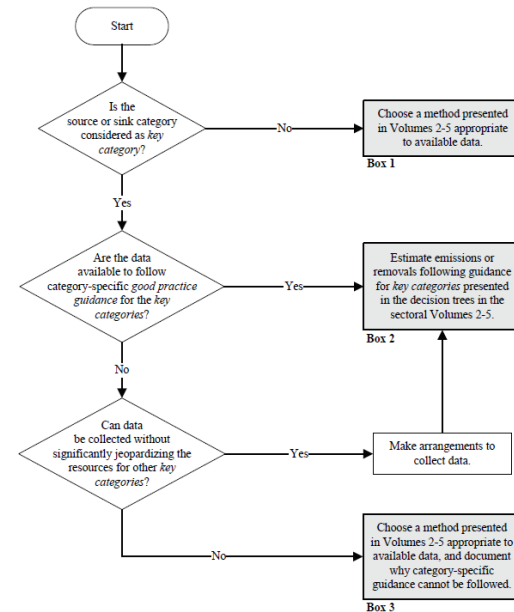 Start
Is the
source or sink category
considered as key
category?
No
Choose a method presented
in Volumes 2-5 appropriate
to available data.
Box 1
Yes
Are the data
available to follow
category-specific good practice
guidance for the key
categories?
Yes
Estimate emissions or
removals following guidance
for key categories presented
in the decision trees in the
sectoral Volumes 2-5.
Box 2
No
Can data
be collected without
significantly jeopardizing the
resources for other key
categories?
Yes
Make arrangements to
collect data.
No
Choose a method presented
in Volumes 2-5 appropriate to
available data, and document
why category-specific
guidance cannot be followed.
Box 3